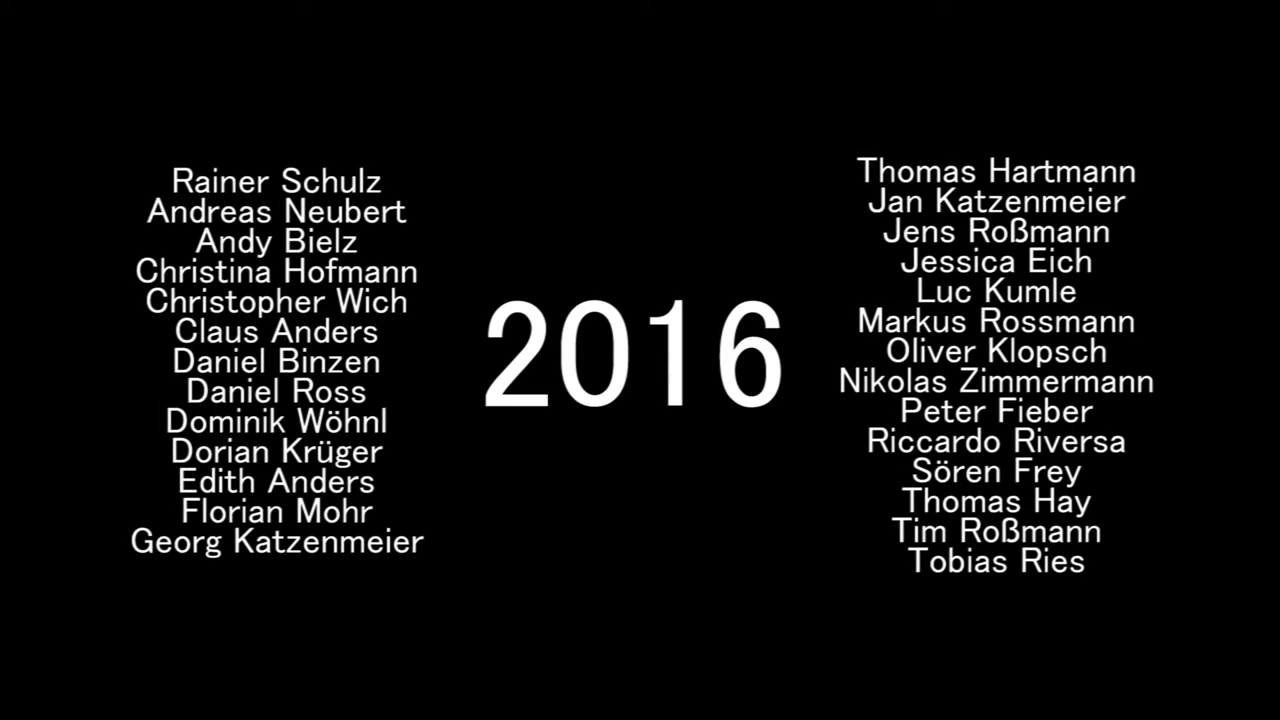 Rainer Schulz
Andreas Neubert
Andy Bielz
Christina Hofmann
Christopher Wich
Claus Anders
Daniel Binzen
Daniel Ross
Dominik Wöhnl
Dorian Krüger
Edith Anders
Florian Mohr
Georg Katzenmeier
2016
Thomas Hartmann
Jan Katzenmeier
Jens Roßmann
Jessica Eich
Luc Kumle
Markus Rossmann
Oliver Klopsch
Nikolas Zimmermann
Peter Fieber
Riccardo Riversa
Sören Frey
Thomas Hay
Tim Roßmann
Tobias Ries